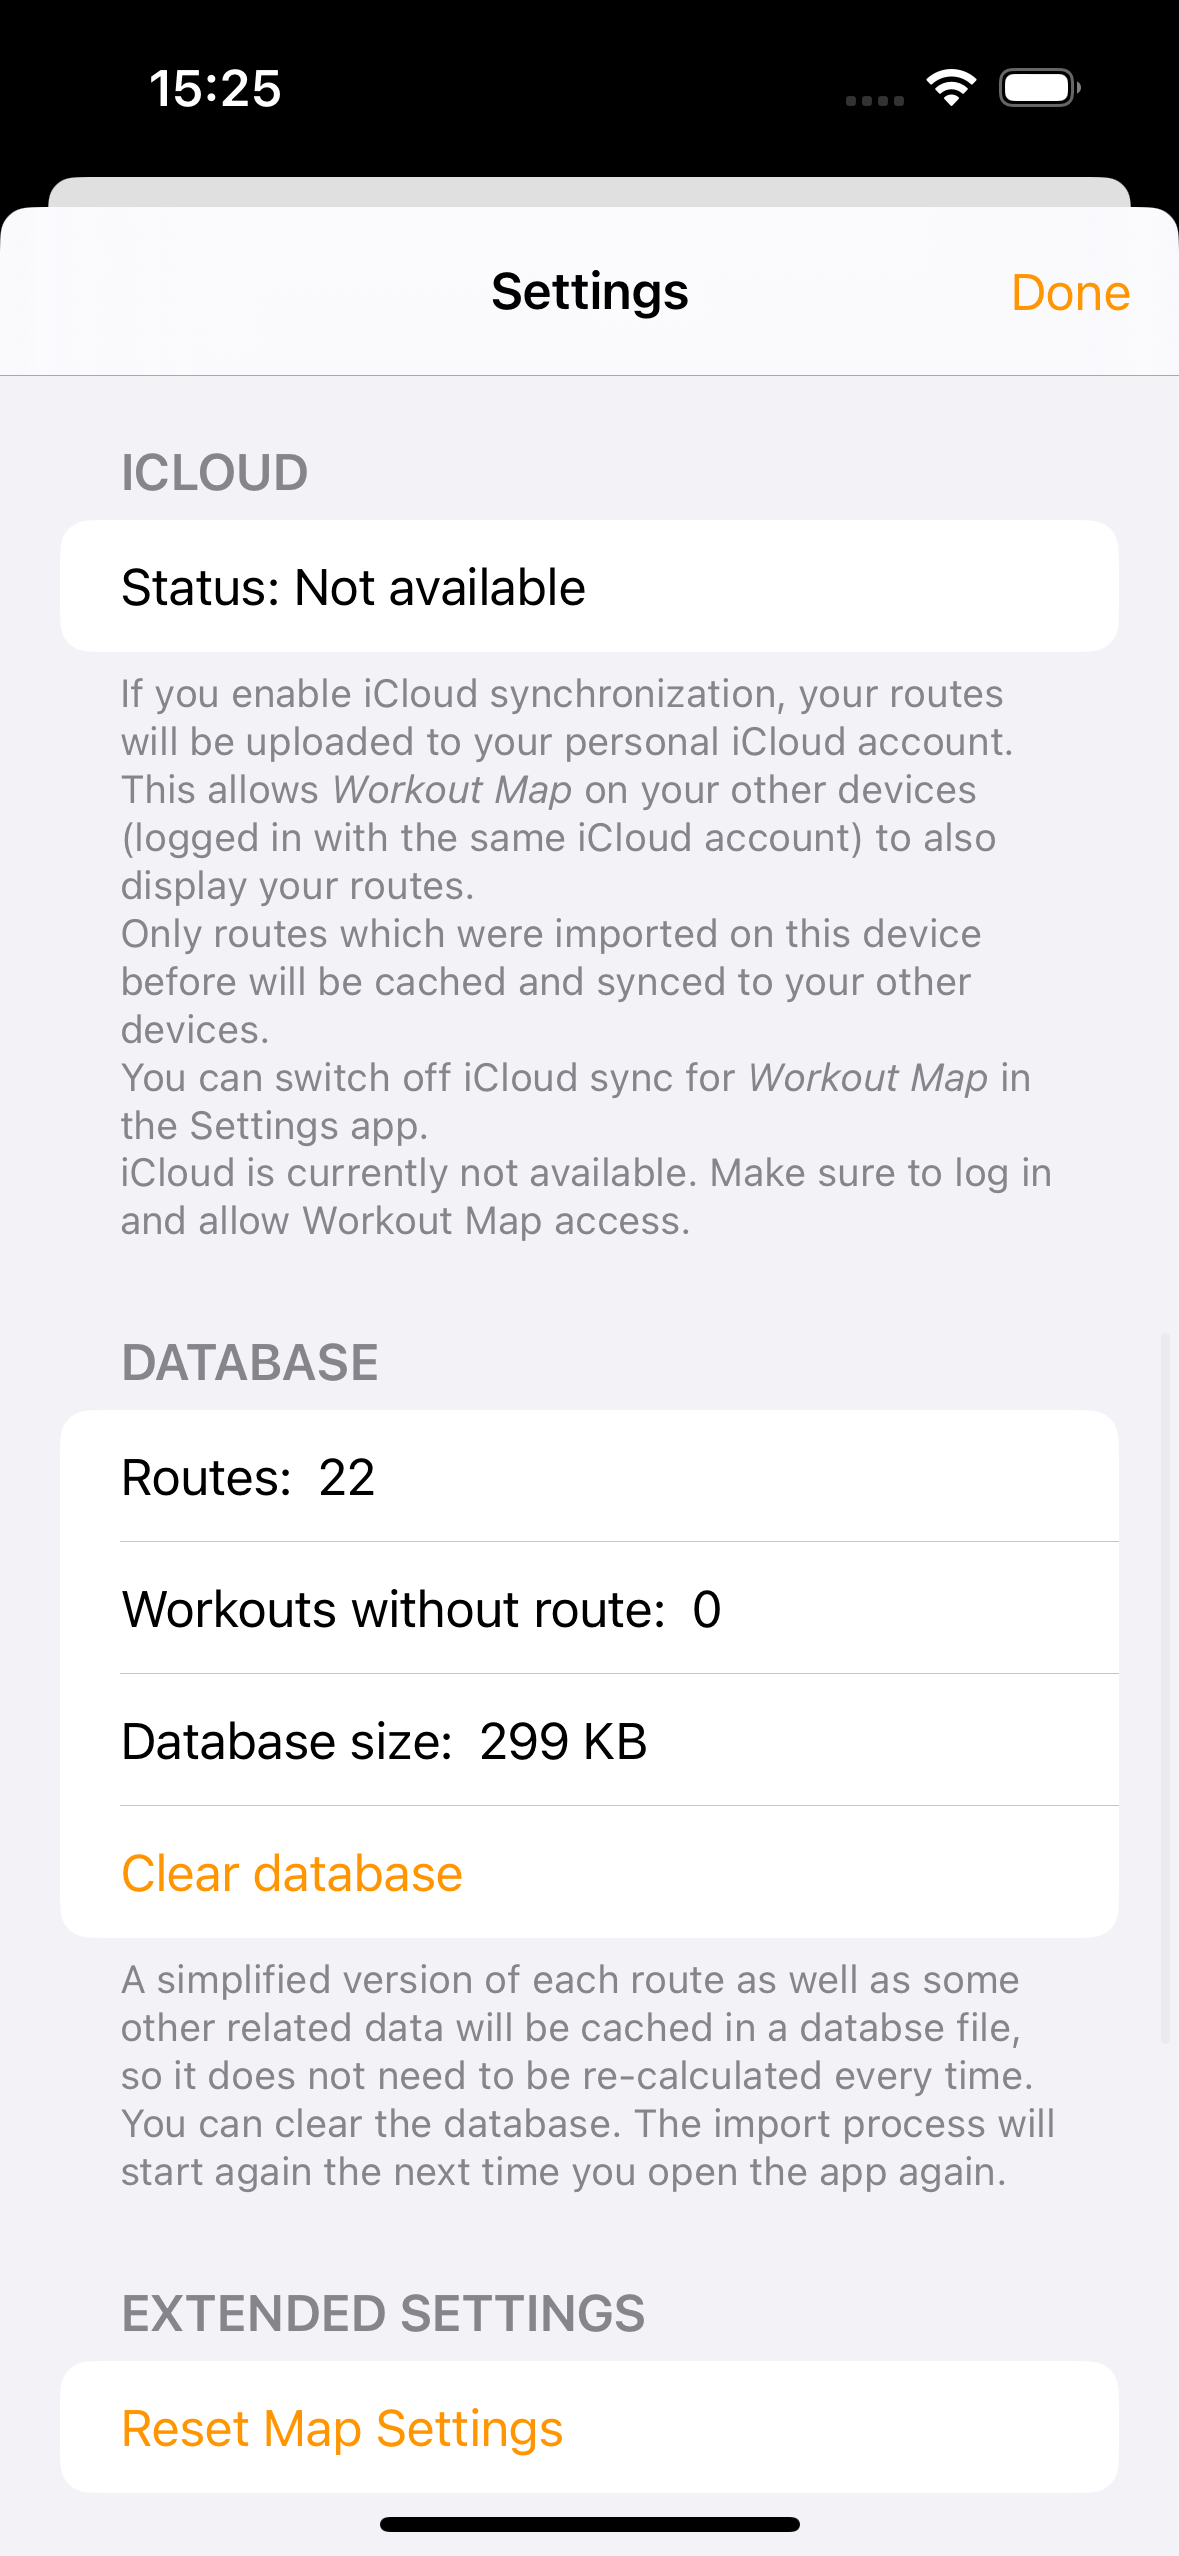 15:25
Settings
Done
ICLOUD
Status: Not available
If you enable iCloud synchronization, your routes
will be uploaded to your personal iCloud account.
This allows Workout Map on your other devices
(logged in with the same iCloud account) to also
display your routes.
Only routes which were imported on this device
before will be cached and synced to your other
devices.
You can switch off iCloud sync for Workout Map in
the Settings app.
iCloud is currently not available. Make sure to log in
and allow Workout Map access.
DATABASE
Routes: 22
Workouts without route: 0
Database size: 299 KB
Clear database
A simplified version of each route as well as some
other related data will be cached in a databse file,
so it does not need to be re-calculated every time.
You can clear the database. The import process will
start again the next time you open the app again.
EXTENDED SETTINGS
Reset Map Settings